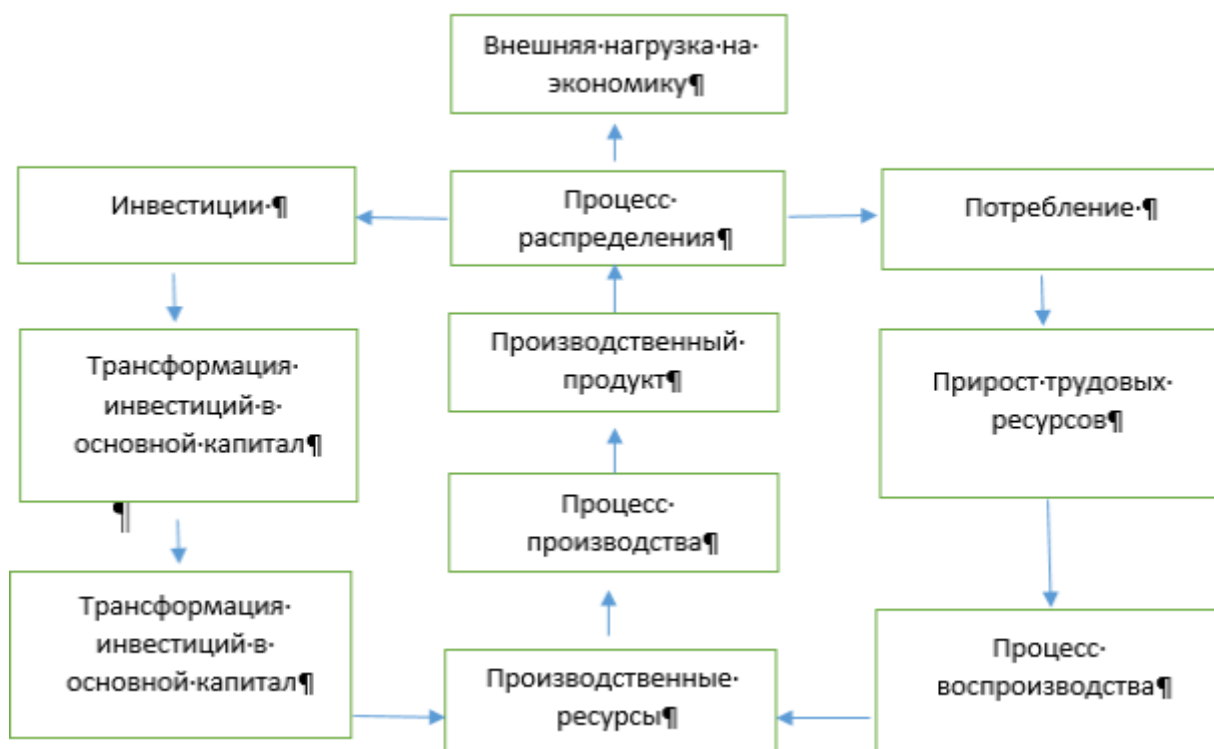 Внешняя·нагрузка·на·
экономику¶
Инвестиции·¶
Процесс·
распределения¶
Потребление·¶
Трансформация·
инвестиций·в·
основной·капитал¶
¶
Производственный·
продукт¶
Прирост·трудовых·
ресурсов¶
Процесс·
производства¶
Трансформация·
инвестиций·в·
основной·капитал¶
Производственные·
ресурсы¶
Процесс·
воспроизводства¶